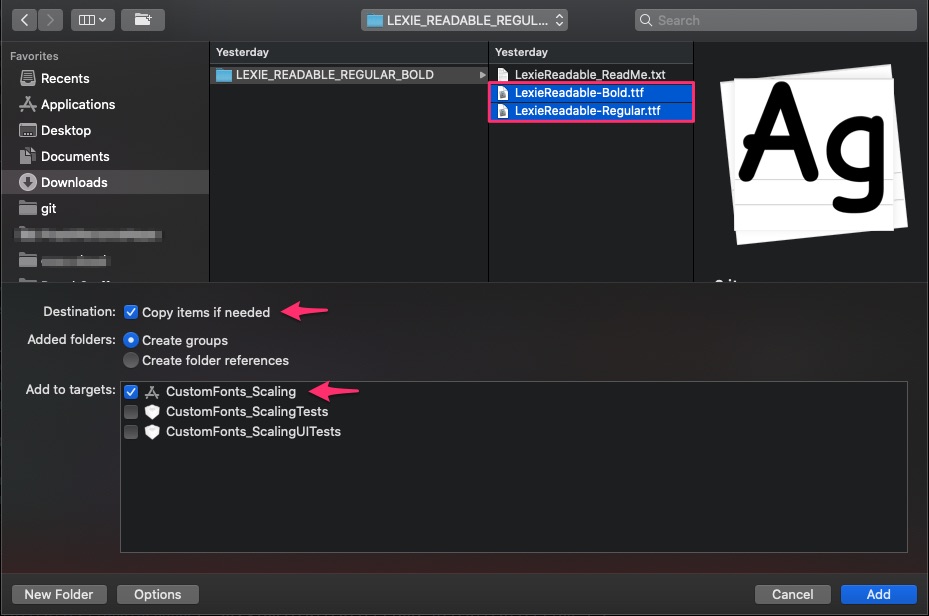 LEXIE_READABLE_REGUL...
Search
Favorites
Recents
Applications
Desktop
Documents
Downloads
git
Yesterday
LEXIE_READABLE_REGULAR_BOLD
Yesterday
LexieReadable_ReadMe.txt
LexieReadable-Bold.ttf
LexieReadable-Regular.ttf
Ag
Destination: Copy items if needed
Added folders: Create groups
Create folder references
Add to targets: CustomFonts_Scaling
CustomFonts_ScalingTests
CustomFonts_ScalingUITests
New Folder Options Cancel Add